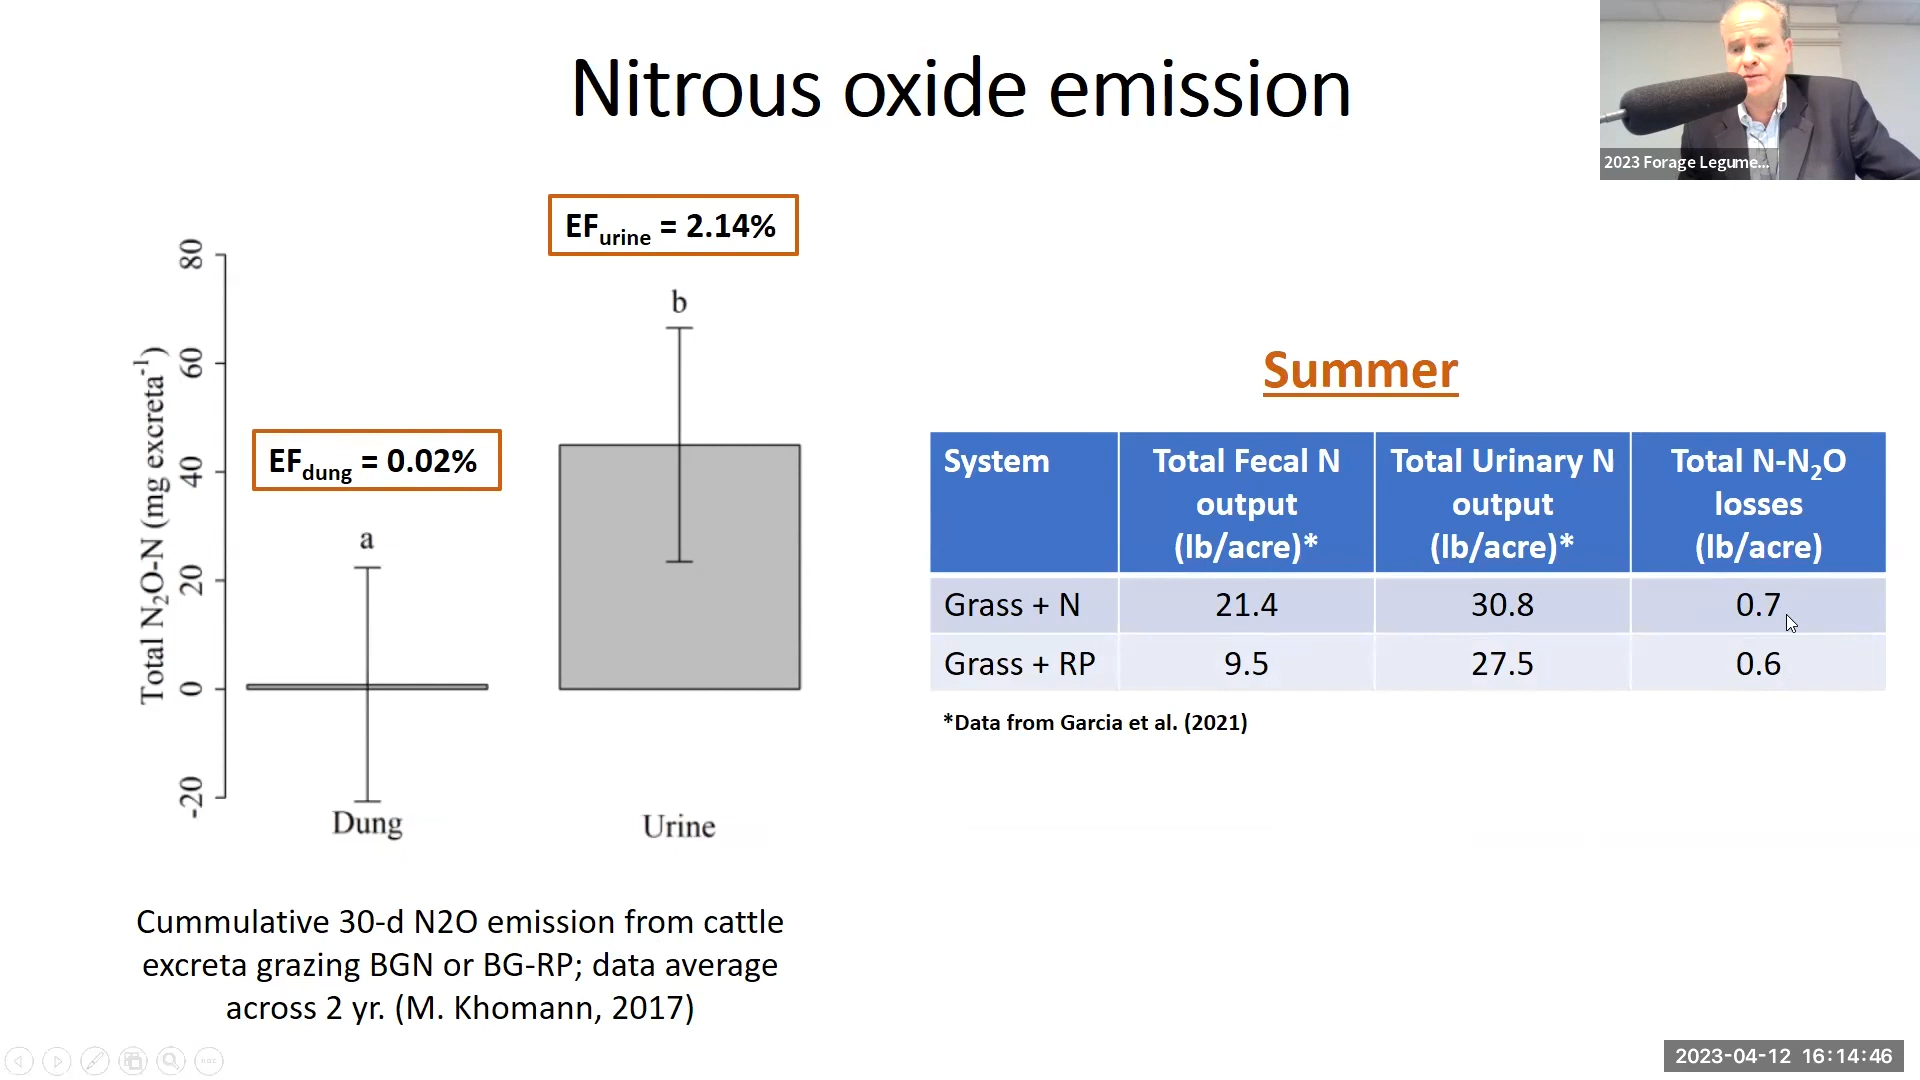 Nitrous oxide emission
2023 Forage Legume...
EFurine = 2.14%
EFdung = 0.02%
Total N2O-N (mg excreta-1)
80
60
40
20
0
-20
a
b
Dung
Urine
Cummulative 30-d N2O emission from cattle
excreta grazing BGN or BG-RP; data average
across 2 yr. (M. Khomann, 2017)
Summer
System
Total Fecal N
output
(lb/acre)*
Total Urinary N
output
(lb/acre)*
Total N-N2O
losses
(lb/acre)
Grass + N 21.4 30.8 0.7
Grass + RP 9.5 27.5 0.6
*Data from Garcia et al. (2021)
2023-04-12 16:14:46